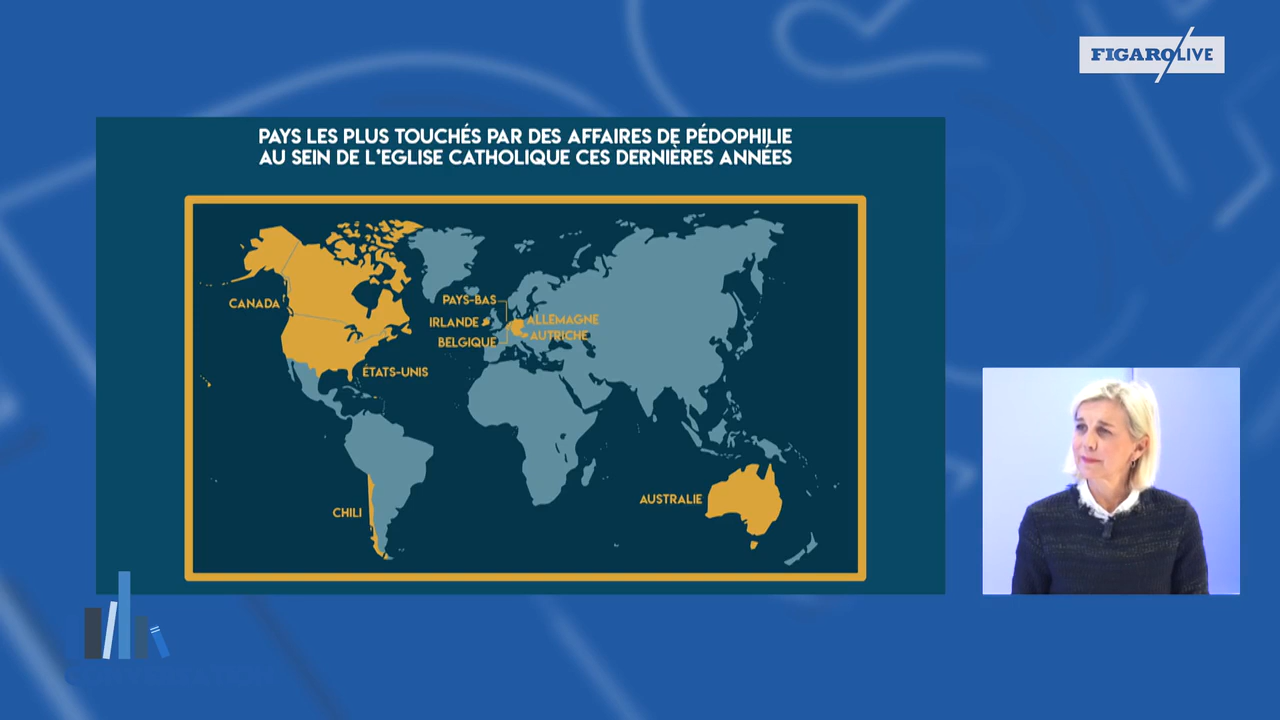 FIGARO LIVE
PAYS LES PLUS TOUCHÉS PAR DES AFFAIRES DE PÉDOPHILIE
AU SEIN DE L'EGLISE CATHOLIQUE CES DERNIÈRES ANNÉES
CANADA
PAYS-BAS
IRLANDE
ALLEMAGNE
AUTRICHE
BELGIQUE
ÉTATS-UNIS
AUSTRALIE
CHILI